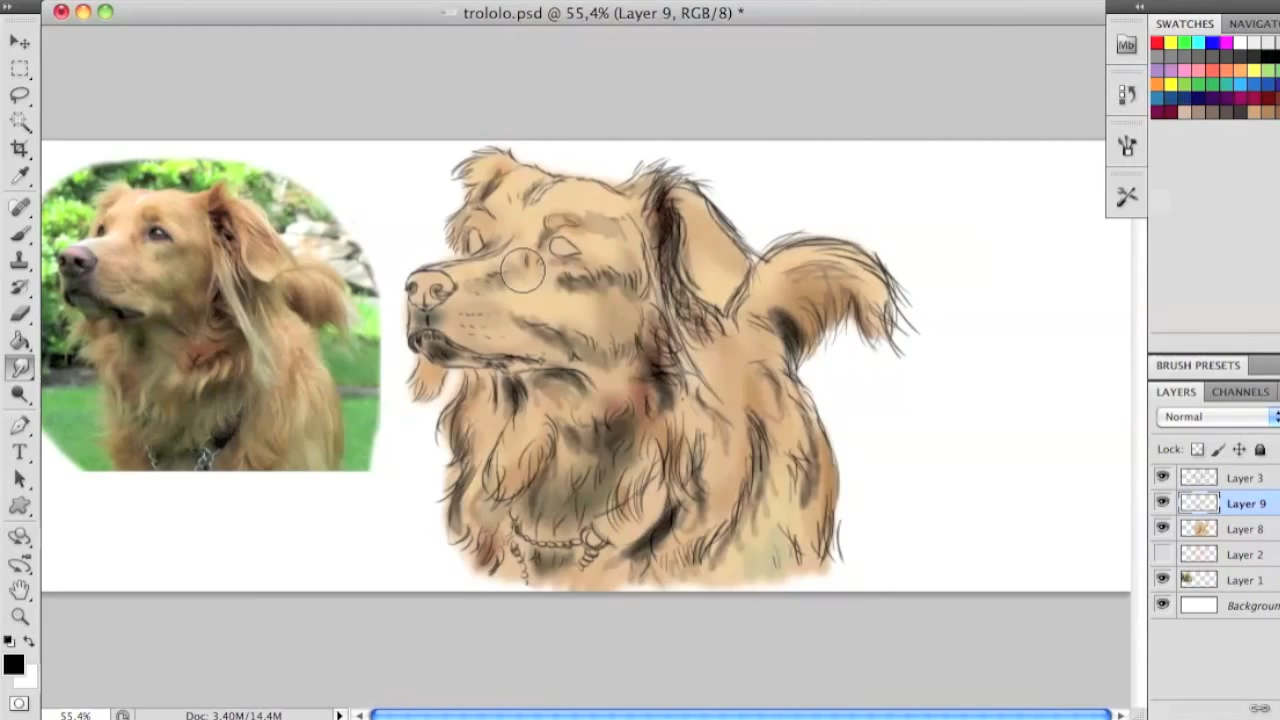 trololo.psd @ 55,4% (Layer 9, RGB/8) *
SWATCHES
NAVIGAT
Mb
BRUSH PRESETS
LAYERS
CHANNELS
Normal
Lock:
Layer 3
Layer 9
Layer 8
Layer 2
Layer 1
Backgroun
T
55.4%
Doc: 3.40M/14.4M